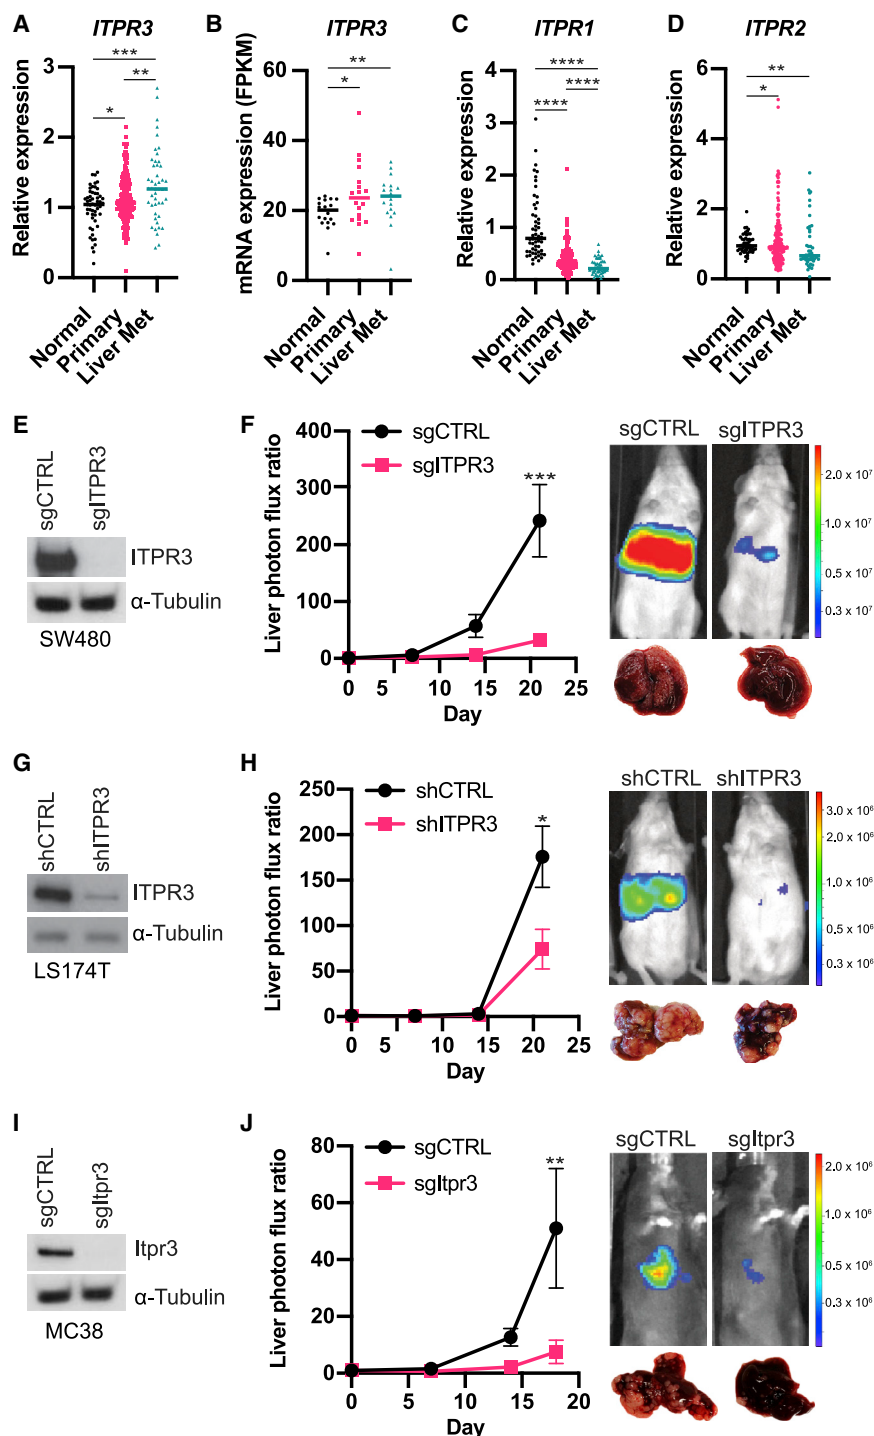 A
ITPR3
Relative expression
3
2
1
0
***
**
*
Normal
Primary
Liver Met
B
ITPR3
mRNA expression (FPKM)
60
40
20
0
**
*
Normal
Primary
Liver Met
C
ITPR1
Relative expression
4
3
2
1
0
****
****
****
Normal
Primary
Liver Met
D
ITPR2
Relative expression
6
4
2
0
**
*
Normal
Primary
Liver Met
E
sgCTRL
sgITPR3
ITPR3
α-Tubulin
SW480
F
Liver photon flux ratio
400
300
200
100
0
0 5 10 15 20 25
Day
sgCTRL
sgITPR3
***
sgCTRL
sgITPR3
2.0 x 10⁷
1.0 x 10⁷
0.5 x 10⁷
0.3 x 10⁷
G
shCTRL
shITPR3
ITPR3
α-Tubulin
LS174T
H
Liver photon flux ratio
250
200
150
100
50
0
0 5 10 15 20 25
Day
shCTRL
shITPR3
*
shCTRL
shITPR3
3.0 x 10⁶
2.0 x 10⁶
1.0 x 10⁶
0.5 x 10⁶
0.3 x 10⁶
I
sgCTRL
sgItpr3
Itpr3
α-Tubulin
MC38
J
Liver photon flux ratio
80
60
40
20
0
0 5 10 15 20
Day
sgCTRL
sgItpr3
**
sgCTRL
sgItpr3
2.0 x 10⁶
1.0 x 10⁶
0.5 x 10⁶
0.3 x 10⁶